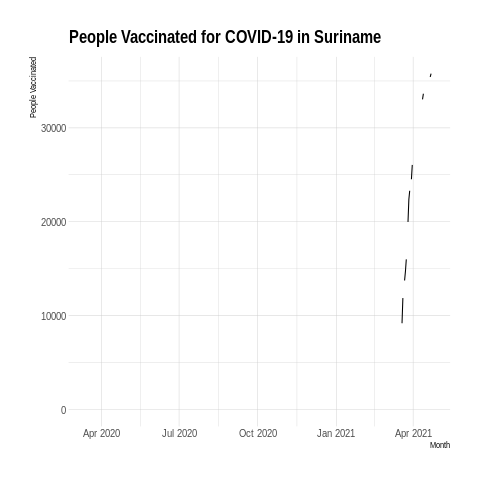 People Vaccinated for COVID-19 in Suriname
People Vaccinated
30000
20000
10000
0
Apr 2020 Jul 2020 Oct 2020 Jan 2021 Apr 2021
Month